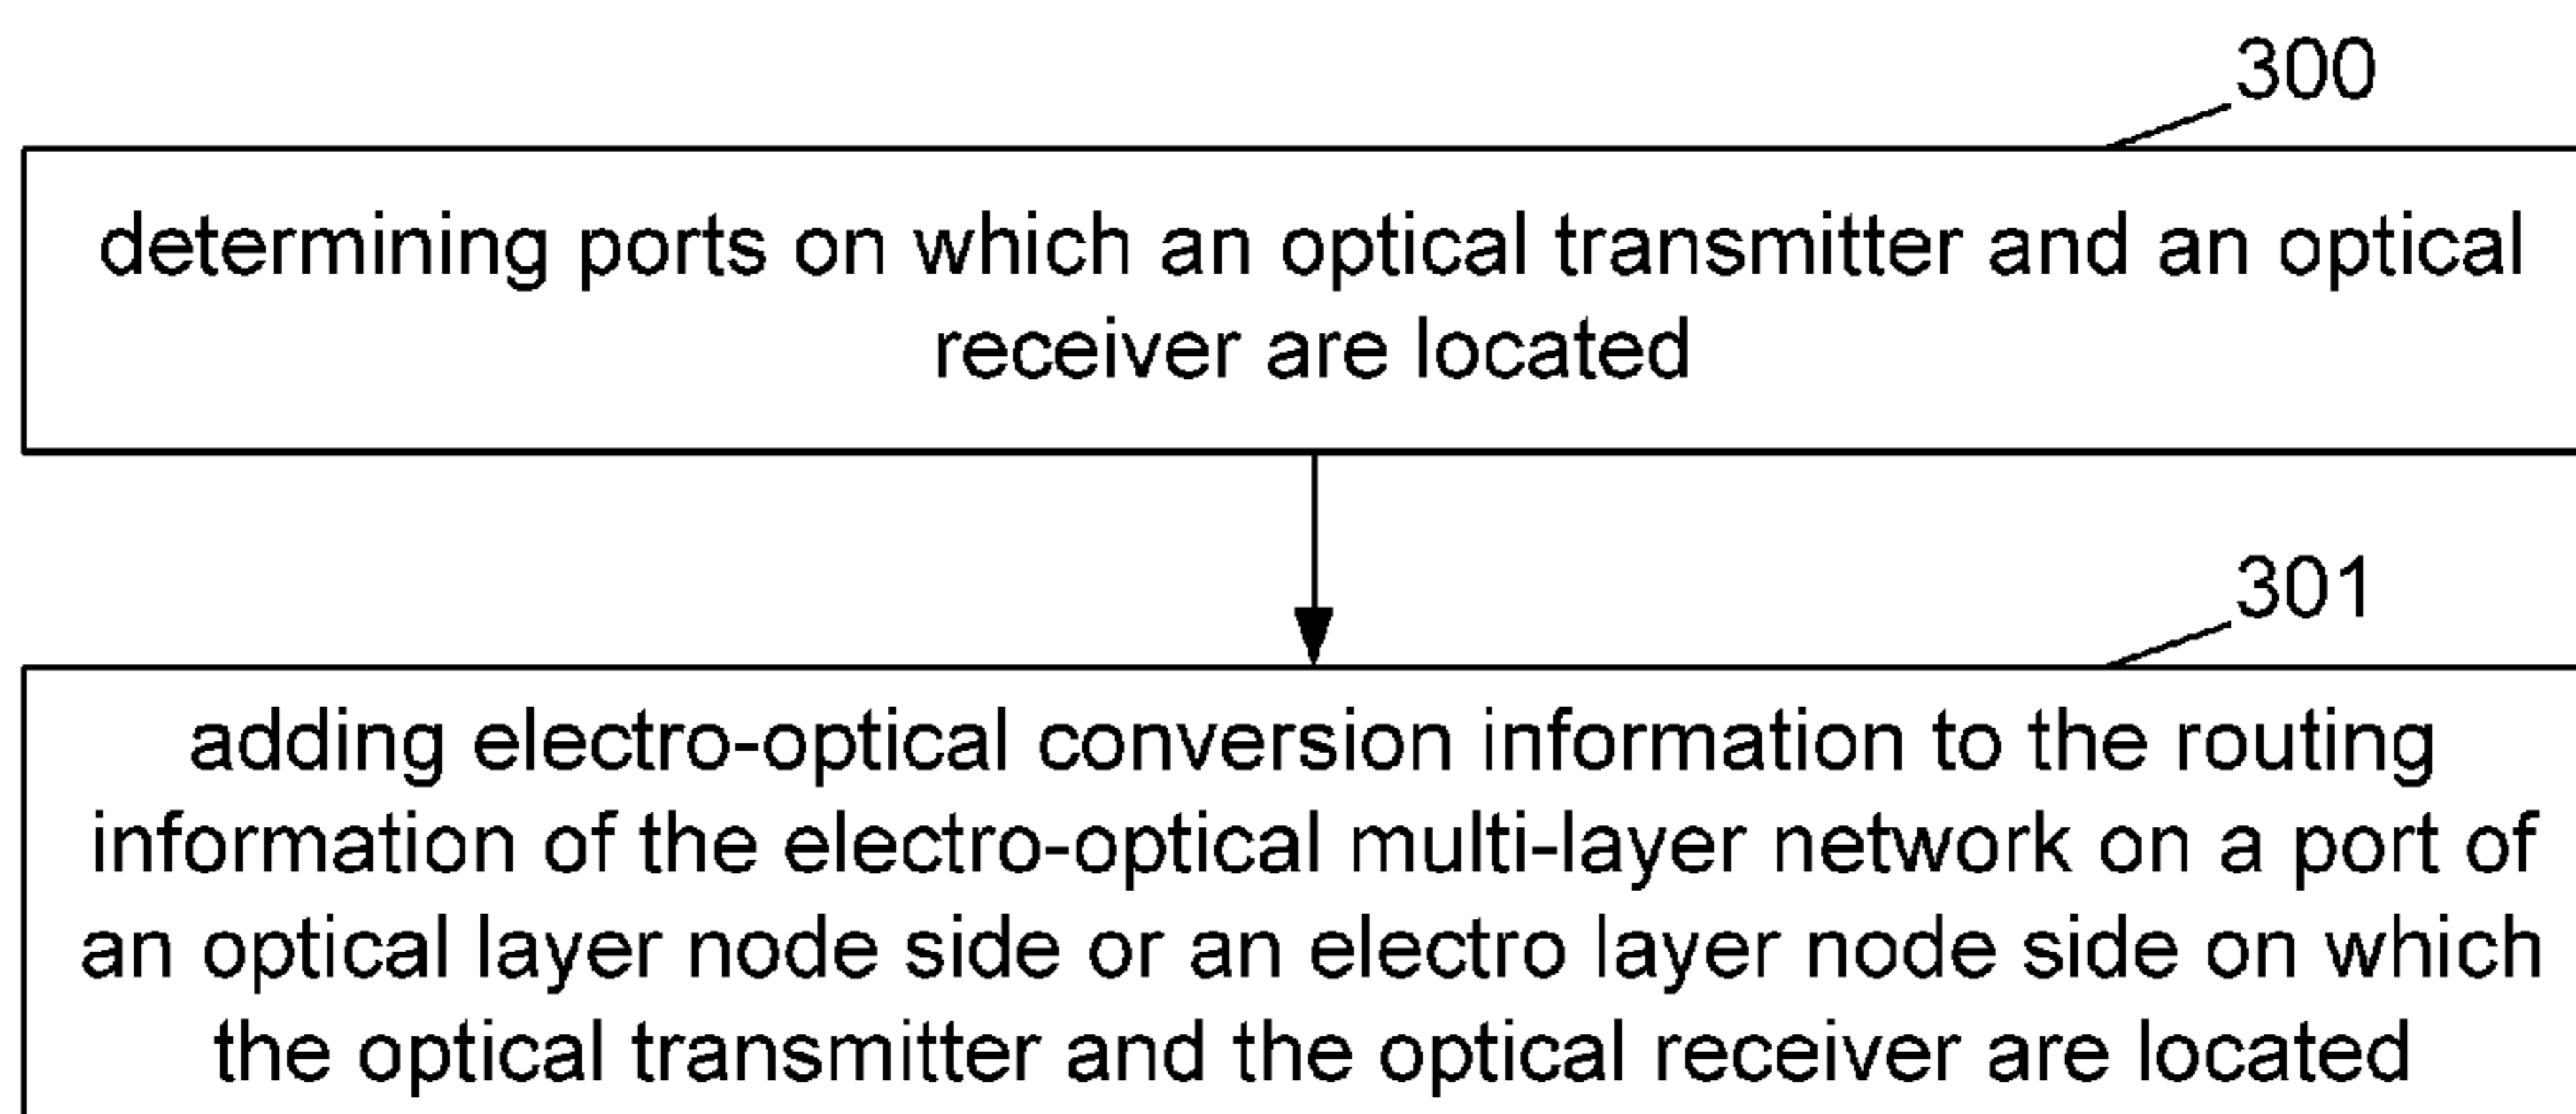 300
determining ports on which an optical transmitter and an optical
receiver are located
301
adding electro-optical conversion information to the routing
information of the electro-optical multi-layer network on a port of
an optical layer node side or an electro layer node side on which
the optical transmitter and the optical receiver are located